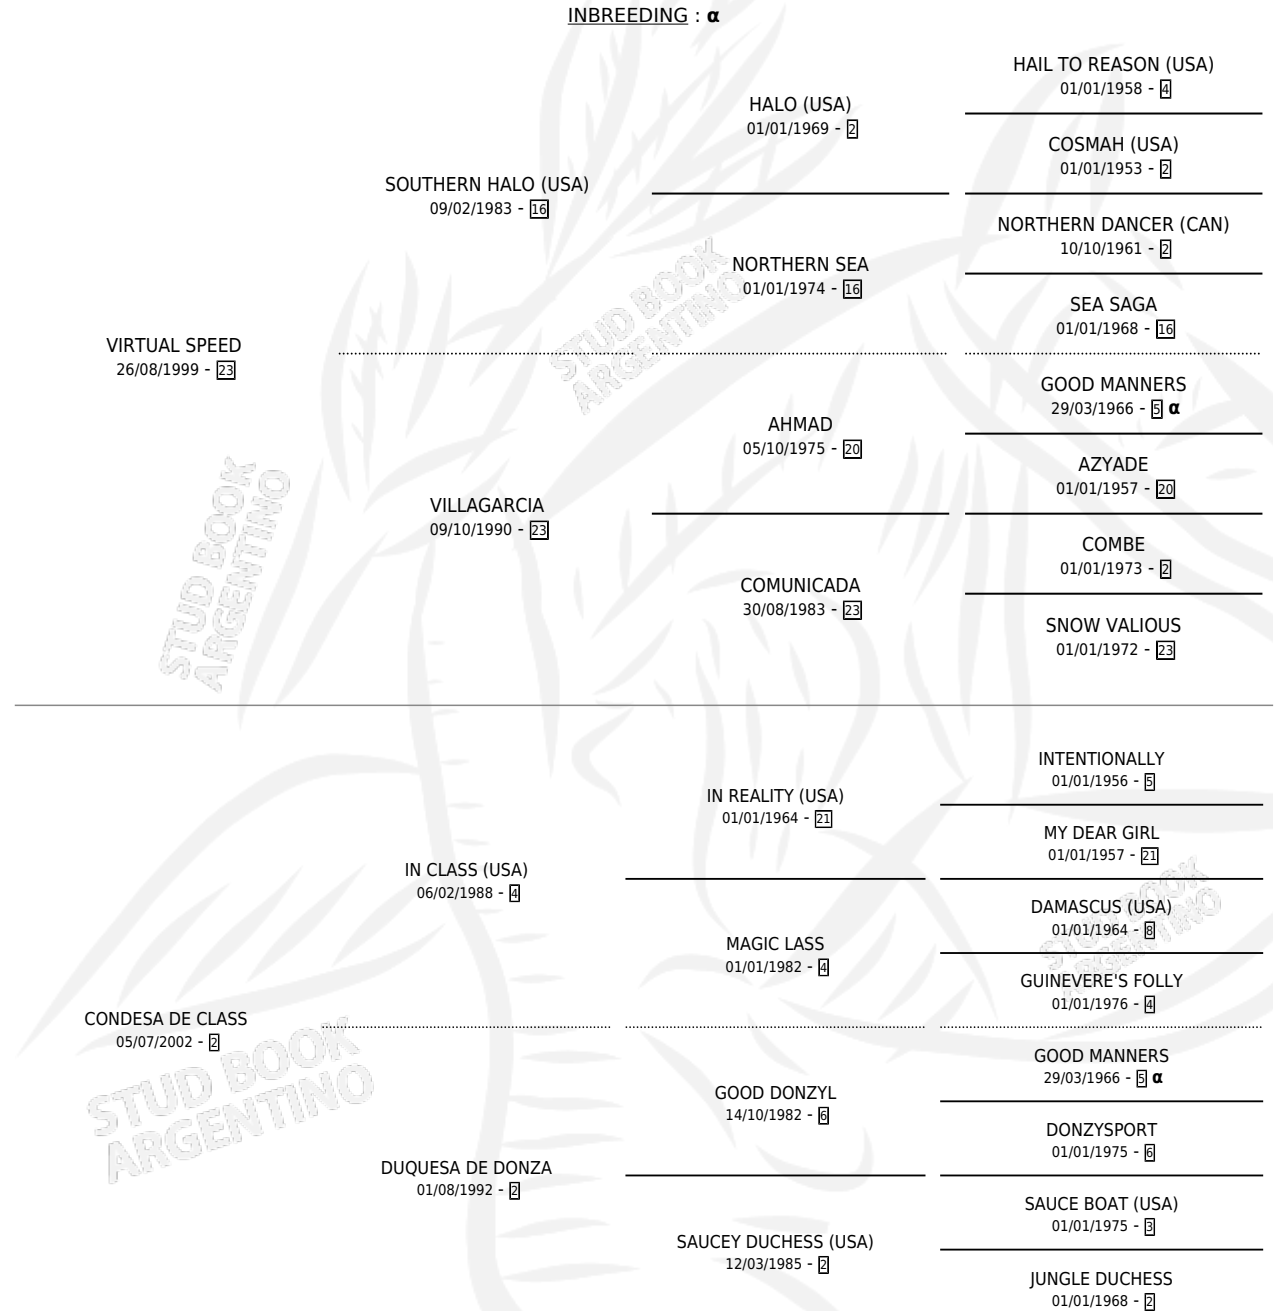 INBREEDING : α
HAIL TO REASON (USA)
01/01/1958 - 4
HALO (USA)
01/01/1969 - 2
COSMAH (USA)
01/01/1953 - 2
SOUTHERN HALO (USA)
09/02/1983 - 16
NORTHERN DANCER (CAN)
10/10/1961 - 2
NORTHERN SEA
01/01/1974 - 16
SEA SAGA
01/01/1968 - 16
VIRTUAL SPEED
26/08/1999 - 23
GOOD MANNERS
29/03/1966 - 5 α
AHMAD
05/10/1975 - 20
AZYADE
01/01/1957 - 20
VILLAGARCIA
09/10/1990 - 23
COMBE
01/01/1973 - 2
COMUNICADA
30/08/1983 - 23
SNOW VALIOUS
01/01/1972 - 23
INTENTIONALLY
01/01/1956 - 5
IN REALITY (USA)
01/01/1964 - 21
MY DEAR GIRL
01/01/1957 - 21
IN CLASS (USA)
06/02/1988 - 4
DAMASCUS (USA)
01/01/1964 - 8
MAGIC LASS
01/01/1982 - 4
GUINEVERE'S FOLLY
01/01/1976 - 4
CONDESA DE CLASS
05/07/2002 - 2
GOOD MANNERS
29/03/1966 - 5 α
GOOD DONZYL
14/10/1982 - 6
DONZYSPORT
01/01/1975 - 6
DUQUESA DE DONZA
01/08/1992 - 2
SAUCE BOAT (USA)
01/01/1975 - 3
SAUCEY DUCHESS (USA)
12/03/1985 - 2
JUNGLE DUCHESS
01/01/1968 - 2
STUD BOOK
ARGENTINO
STUD BOOK
ARGENTINO
STUD BOOK
ARGENTINO
STUD BOOK
ARGENTINO